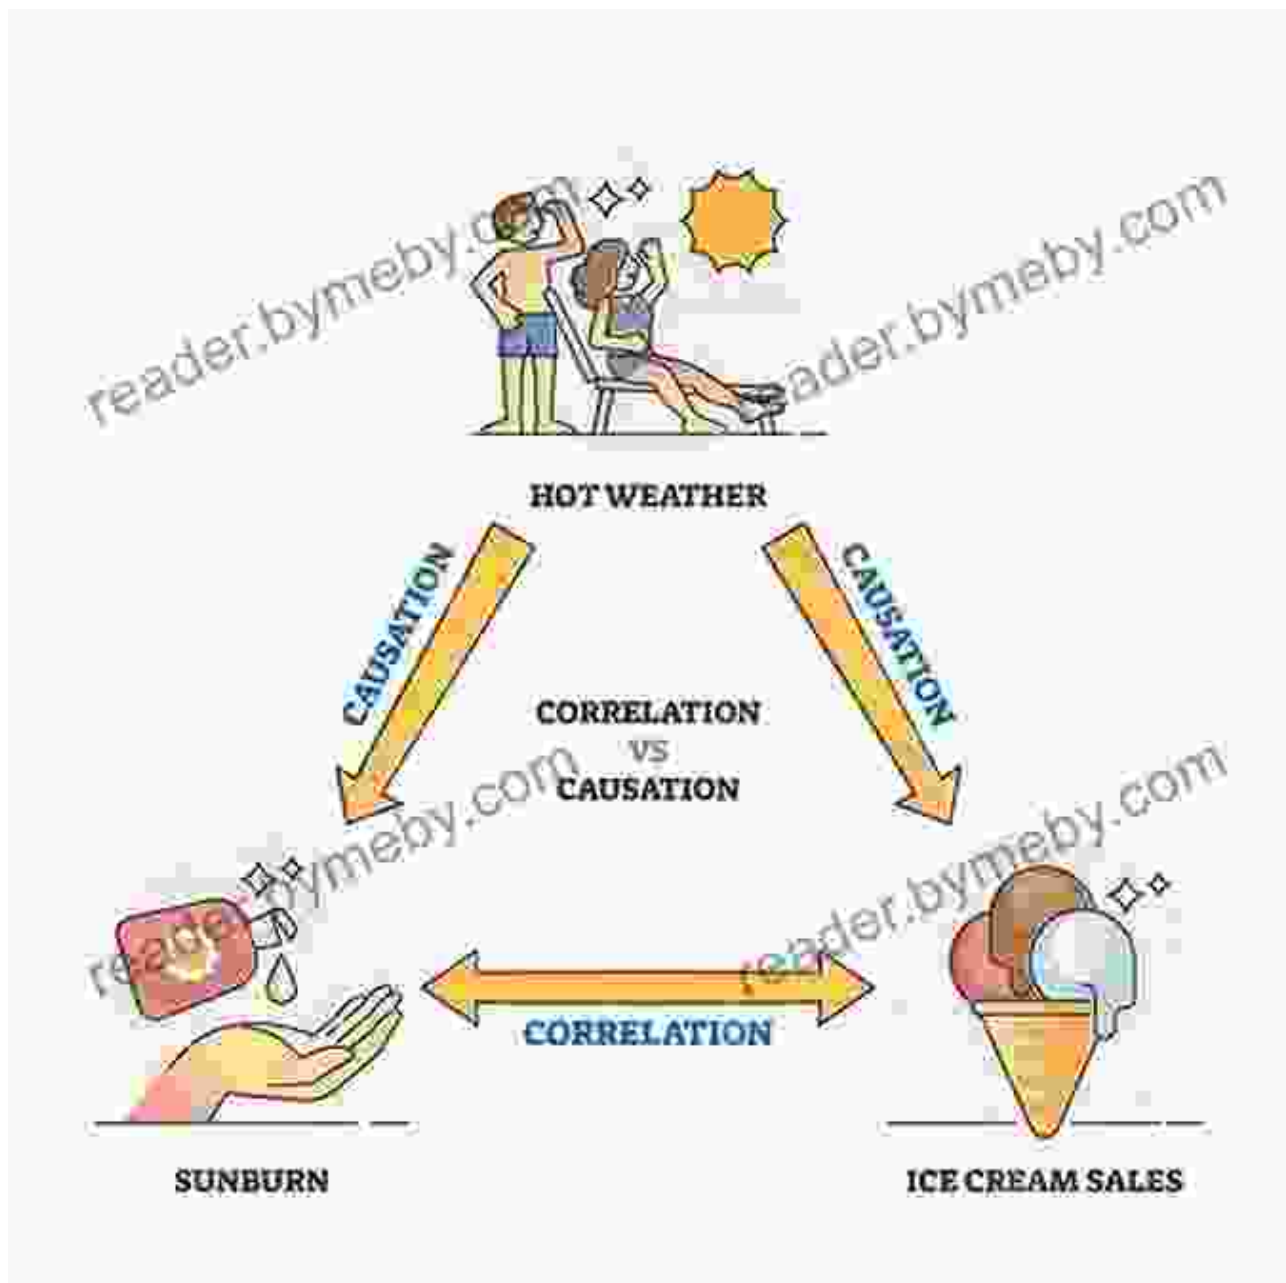 reader.bymeby.com
reader.bymeby.com
HOT WEATHER
CAUSATION
CAUSATION
CORRELATION
VS
CAUSATION
reader.bymeby.com
reader.bymeby.com
CORRELATION
SUNBURN
ICE CREAM SALES